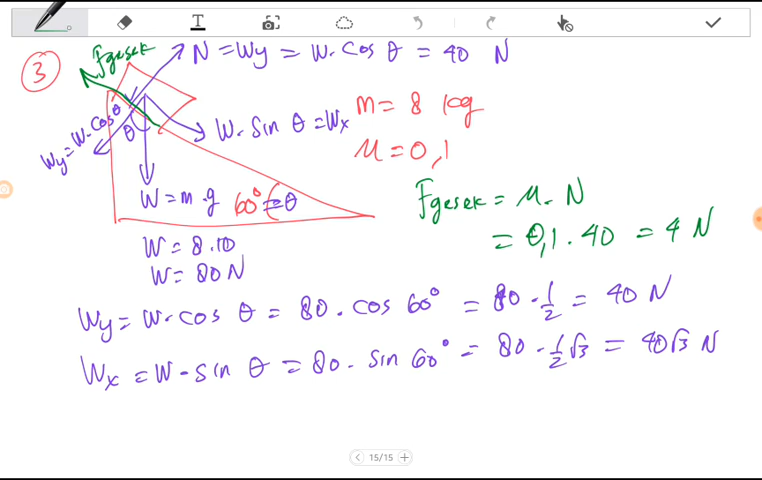 3
Fgesek
N = Wy = W. Cos θ = 40 N
Wy = W. Cos θ
θ
W. Sin θ = Wx
m = 8 kg
μ = 0,1
W = m . g
60° = θ
W = 8.10
W = 80 N
Fgesek = μ. N
= 0,1 . 40 = 4 N
Wy = W. cos θ = 80 . cos 60° = 80 . 1/2 = 40 N
Wx = W . sin θ = 80 . sin 60° = 80 . 1/2 √3 = 40√3 N
15/15